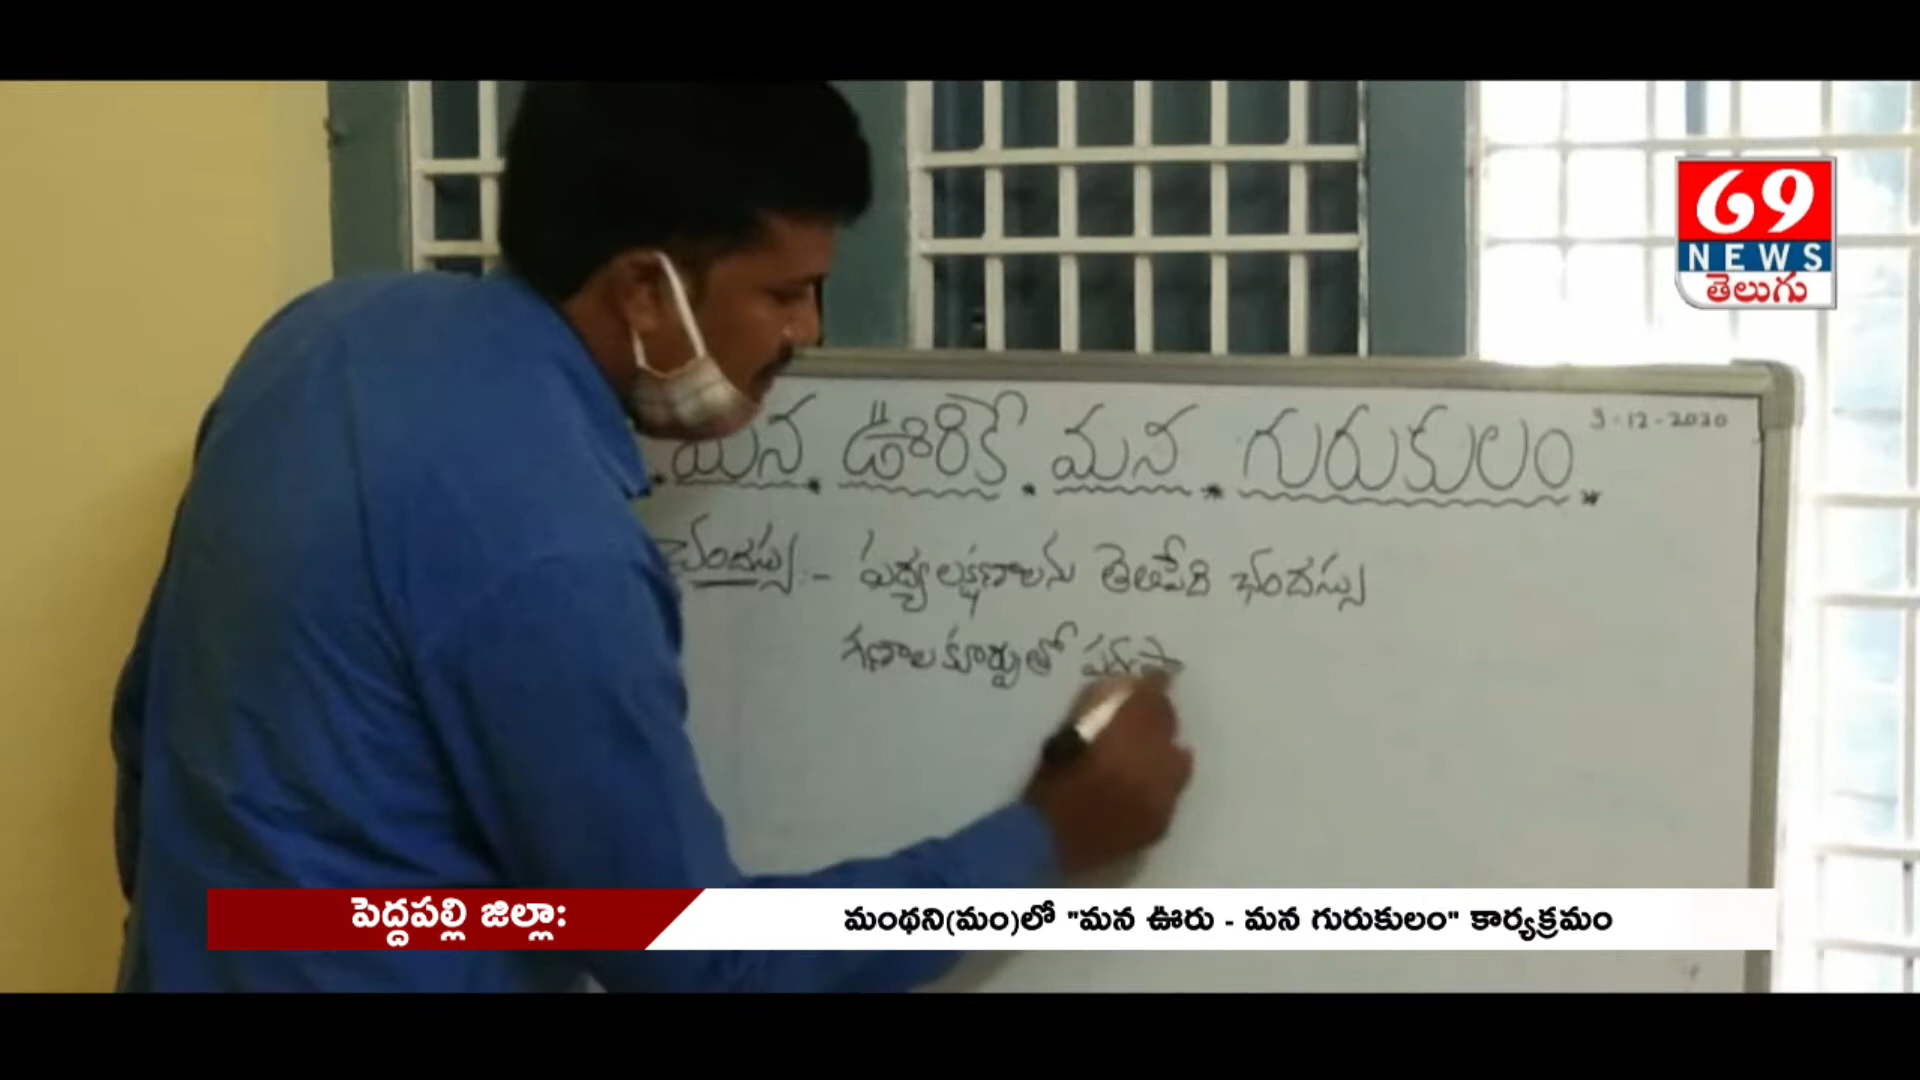 69
NEWS
తెలుగు
మన ఊరికే మన గురుకులం
3-12-2020
ఛందస్సు :- పద్యలక్షణాలను తెలిపేది ఛందస్సు
గణాల కూర్పుతో
పెద్దపల్లి జిల్లా: మంథని(మం)లో "మన ఊరు - మన గురుకులం" కార్యక్రమం